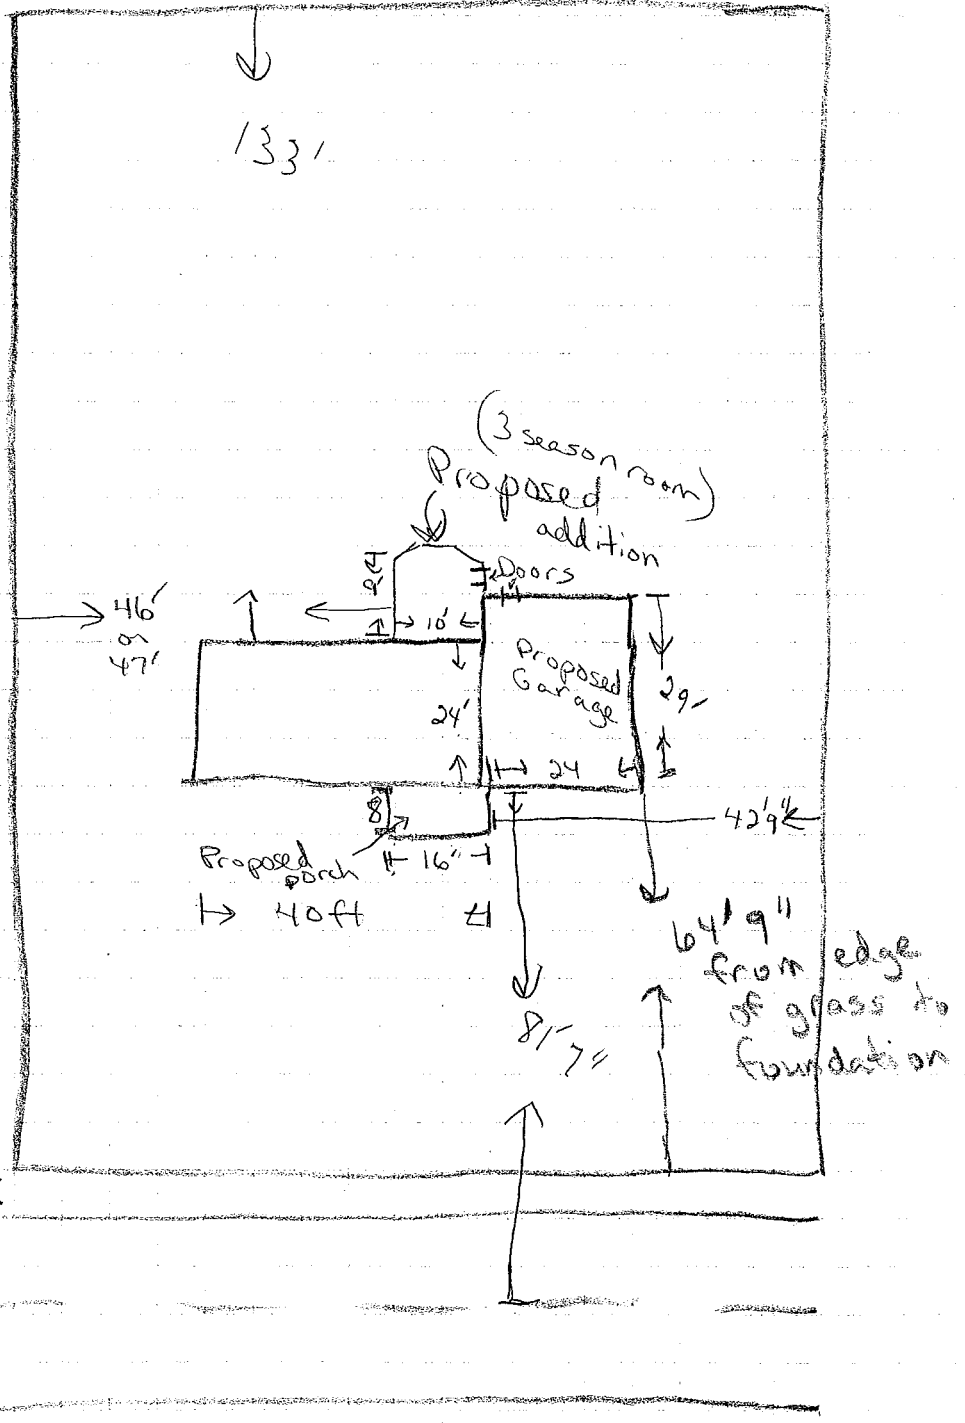 133'
(3 season room)
Proposed
addition
Doors
46'
or
47'
10'
Proposed
Garage
29'
24'
24
8
42'9"
Proposed
porch
16"
40ft
64' 9"
from edge
of grass to
foundation
81'7"